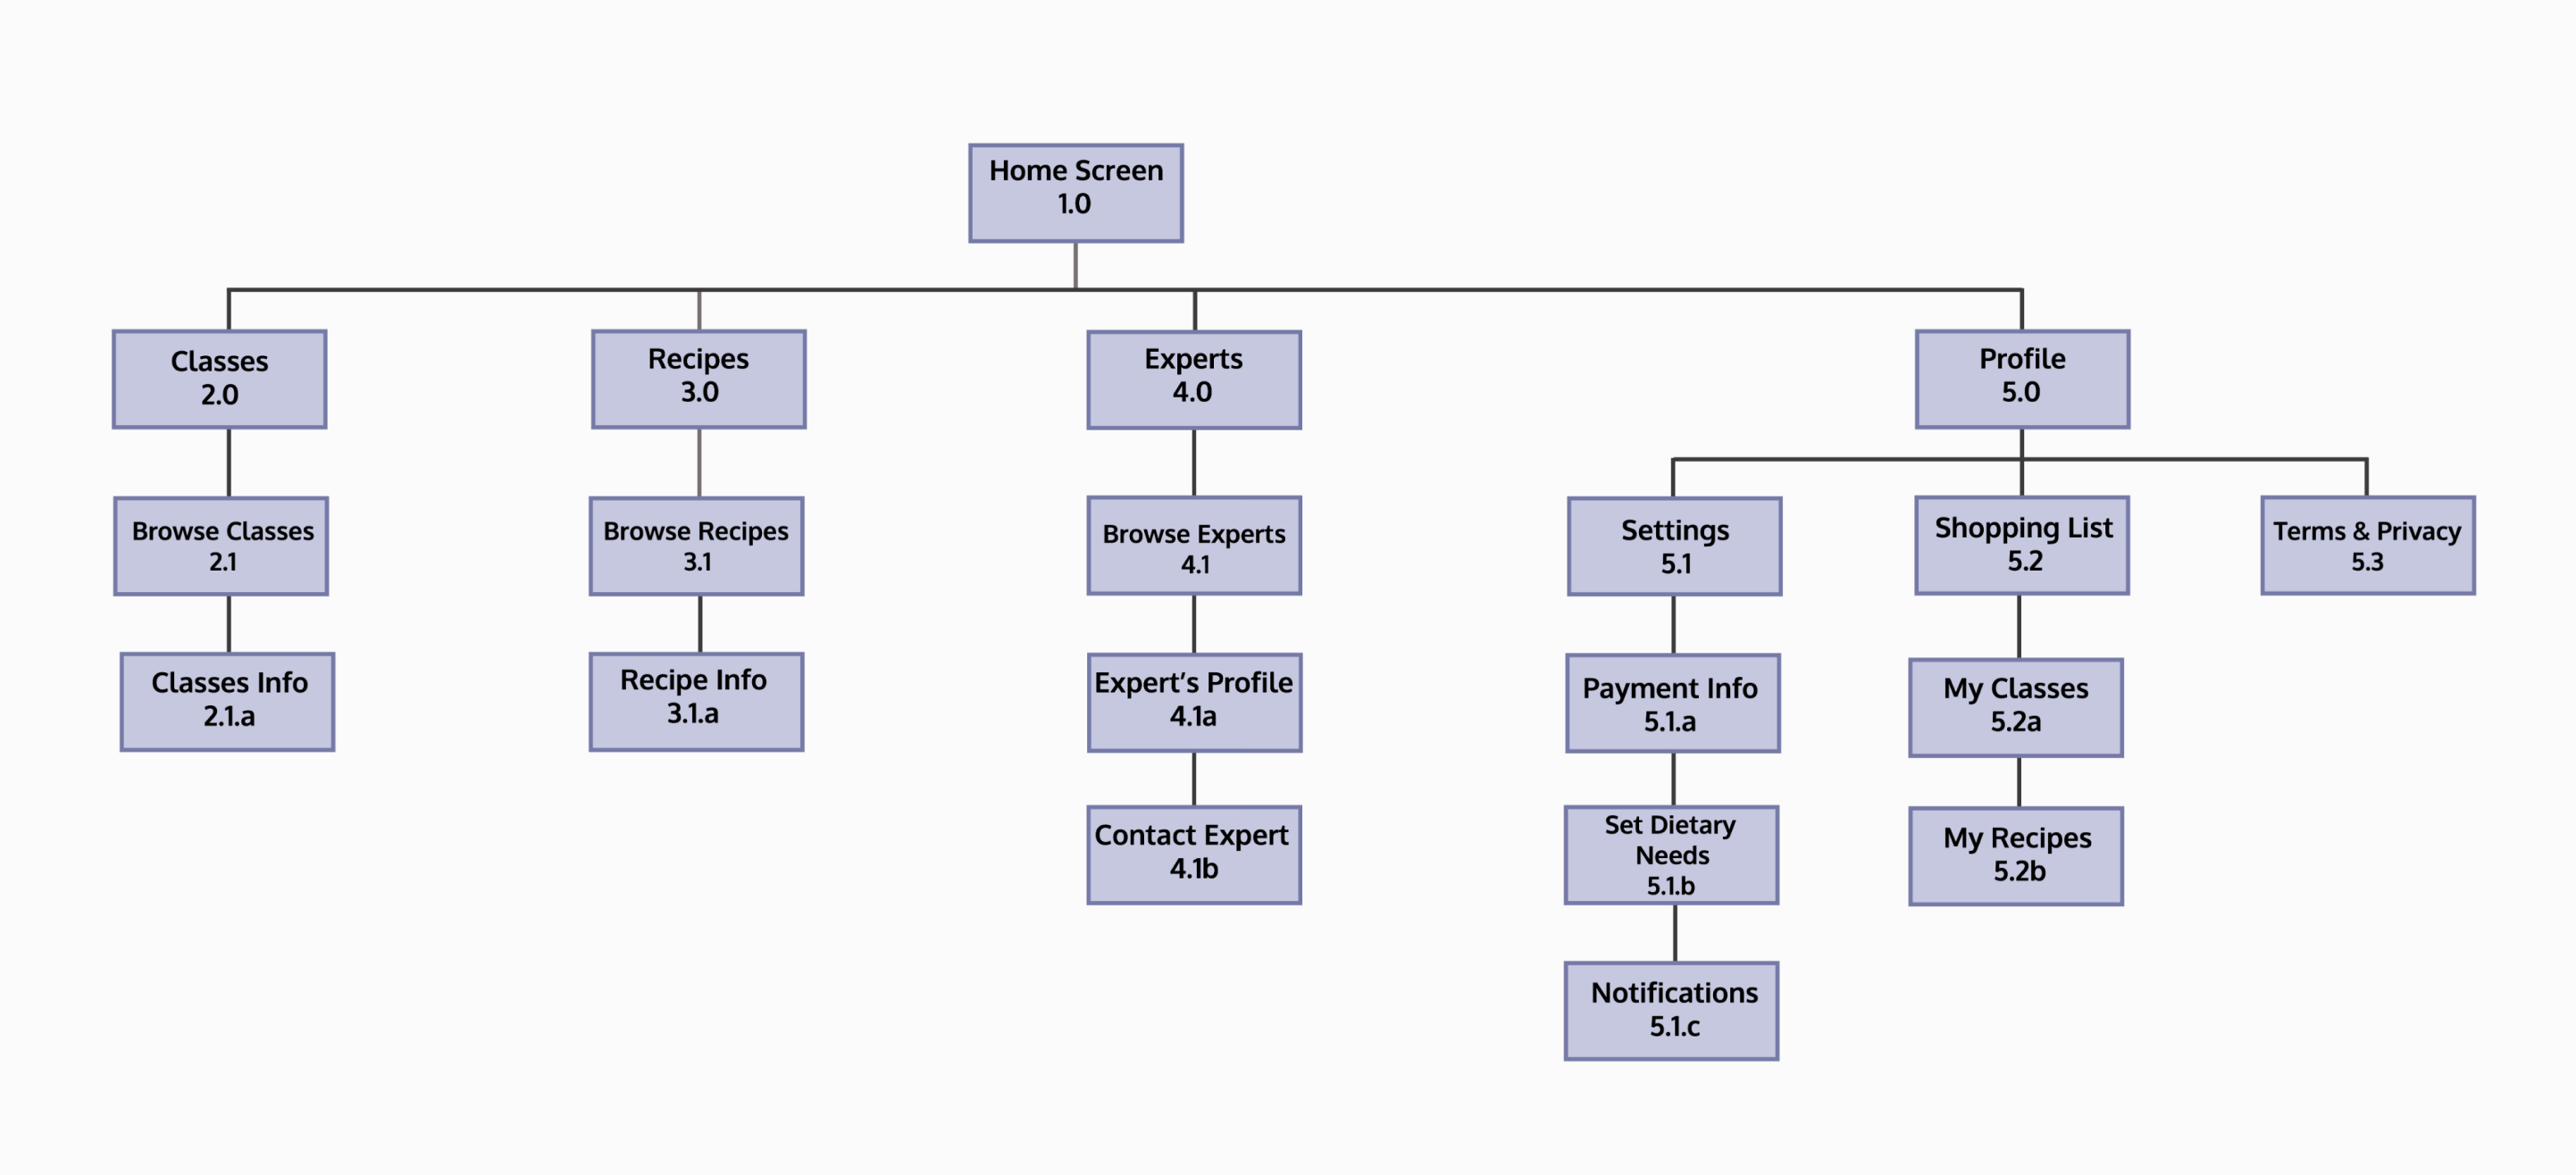 Home Screen
1.0
Classes
2.0
Recipes
3.0
Experts
4.0
Profile
5.0
Browse Classes
2.1
Browse Recipes
3.1
Browse Experts
4.1
Settings
5.1
Shopping List
5.2
Terms & Privacy
5.3
Classes Info
2.1.a
Recipe Info
3.1.a
Expert’s Profile
4.1a
Payment Info
5.1.a
My Classes
5.2a
Contact Expert
4.1b
Set Dietary
Needs
5.1.b
My Recipes
5.2b
Notifications
5.1.c